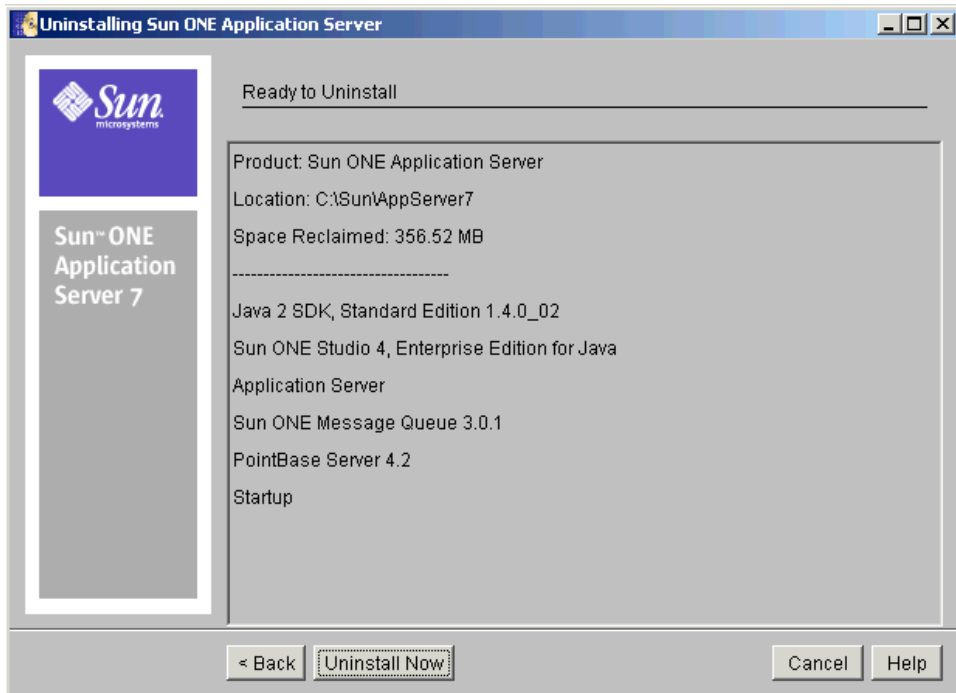 Uninstalling Sun ONE Application Server
Sun
microsystems
Sun™ ONE
Application
Server 7
Ready to Uninstall
Product: Sun ONE Application Server
Location: C:\Sun\AppServer7
Space Reclaimed: 356.52 MB
------------------------------------
Java 2 SDK, Standard Edition 1.4.0_02
Sun ONE Studio 4, Enterprise Edition for Java
Application Server
Sun ONE Message Queue 3.0.1
PointBase Server 4.2
Startup
< Back
Uninstall Now
Cancel
Help